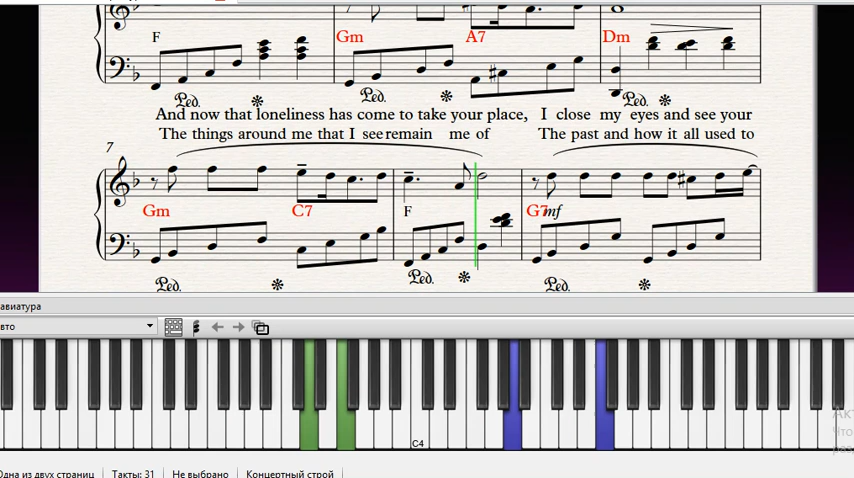 F Gm A7 Dm
Ped. Ped. Ped.
And now that loneliness has come to take your place, I close my eyes and see your
The things around me that I see remain me of The past and how it all used to
7
Gm C7 F G7 mf
Ped. Ped. Ped.
C4
Одна из двух страниц Такты: 31 Не выбрано Концертный строй